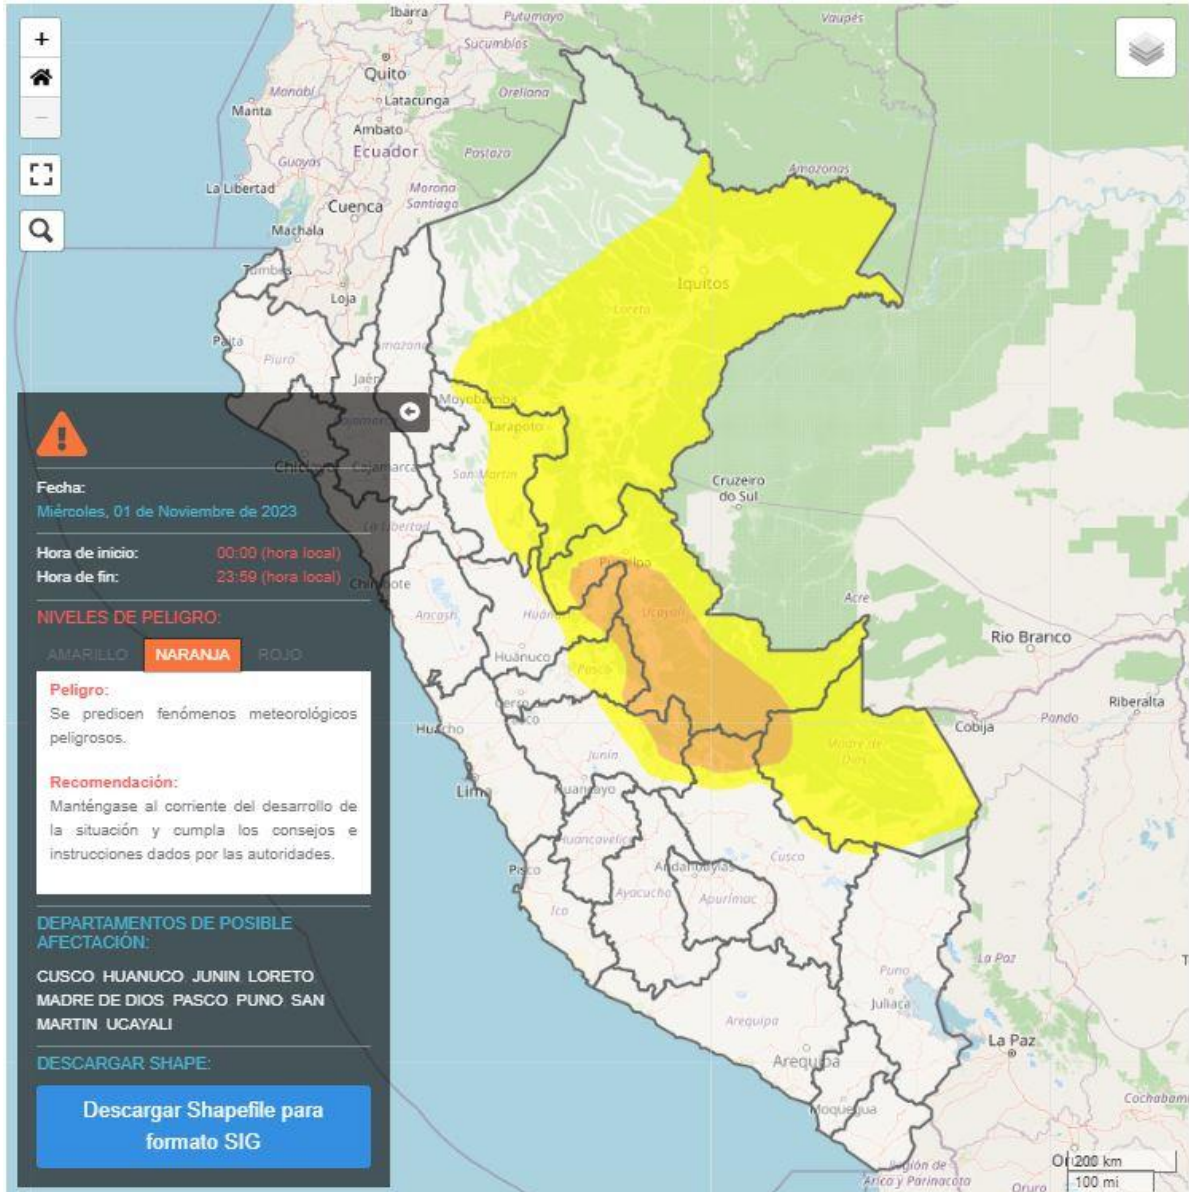 Ibarra
Putumayo
Vaupés
+
Sucumbíos
Quito
Manabí
Orellana
Latacunga
Manta
Ambato
Ecuador
Pastaza
Guayas
Amazonas
La Libertad
Morona
Santiago
Cuenca
Machala
Tumbes
Iquitos
Loja
Loreto
Paita
Piura
Amazonas
Jaén
Moyobamba
Tarapoto
Cajamarca
San Martín
Cruzeiro
do Sul
Fecha:
Miércoles, 01 de Noviembre de 2023
La Libertad
Hora de inicio: 00:00 (hora local)
Hora de fin: 23:59 (hora local)
Chimbote
Ancash
Ucayali
Acre
NIVELES DE PELIGRO:
Rio Branco
AMARILLO NARANJA ROJO
Huánuco
Pasco
Peligro:
Se predicen fenómenos meteorológicos
peligrosos.
Riberalta
Pando
Cobija
Huacho
Madre de
Dios
Junín
Recomendación:
Manténgase al corriente del desarrollo de
la situación y cumpla los consejos e
instrucciones dados por las autoridades.
Lima
Huancayo
Huancavelica
Cusco
Pisco
Andahuaylas
Ayacucho
Apurímac
Ica
DEPARTAMENTOS DE POSIBLE
AFECTACIÓN:
CUSCO HUANUCO JUNIN LORETO
MADRE DE DIOS PASCO PUNO SAN
MARTIN UCAYALI
La Paz
Puno
Juliaca
Arequipa
La Paz
Arequipa
DESCARGAR SHAPE:
Descargar Shapefile para
formato SIG
Cochabam
Moquegua
200 km
Región de
Arica y Parinacota
100 mi
Oruro